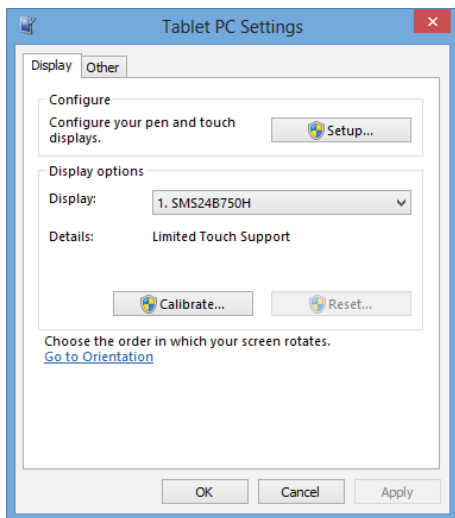 Tablet PC Settings
Display Other
Configure
Configure your pen and touch
displays.
Setup...
Display options
Display: 1. SMS24B750H
Details: Limited Touch Support
Calibrate... Reset...
Choose the order in which your screen rotates.
Go to Orientation
OK Cancel Apply